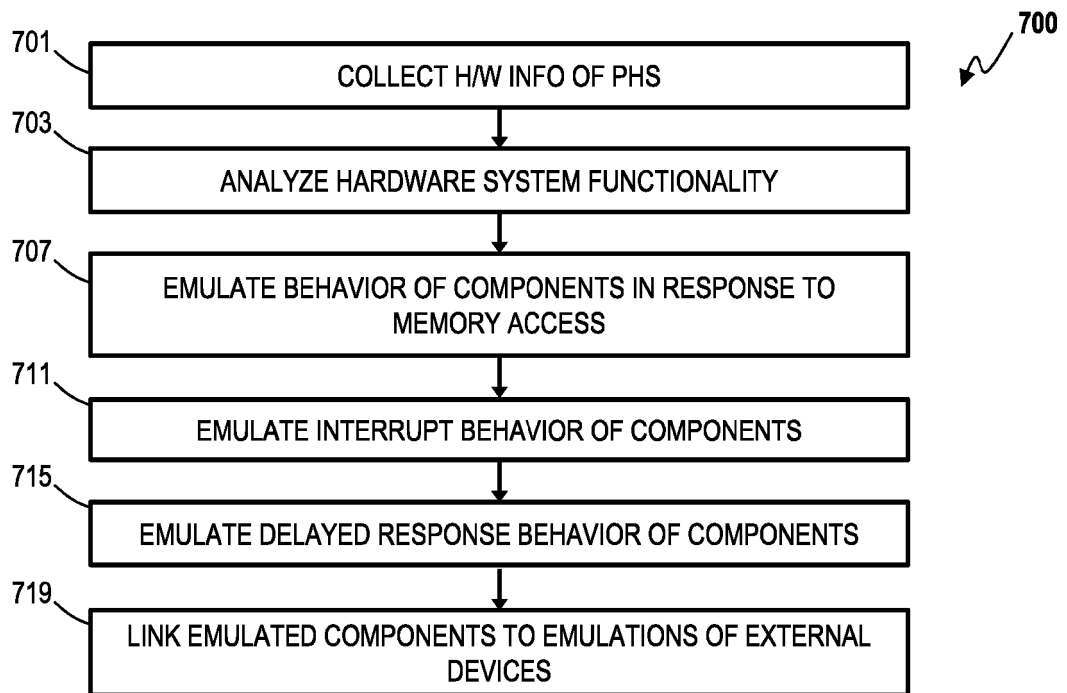 700
701
COLLECT H/W INFO OF PHS
703
ANALYZE HARDWARE SYSTEM FUNCTIONALITY
707
EMULATE BEHAVIOR OF COMPONENTS IN RESPONSE TO
MEMORY ACCESS
711
EMULATE INTERRUPT BEHAVIOR OF COMPONENTS
715
EMULATE DELAYED RESPONSE BEHAVIOR OF COMPONENTS
719
LINK EMULATED COMPONENTS TO EMULATIONS OF EXTERNAL
DEVICES